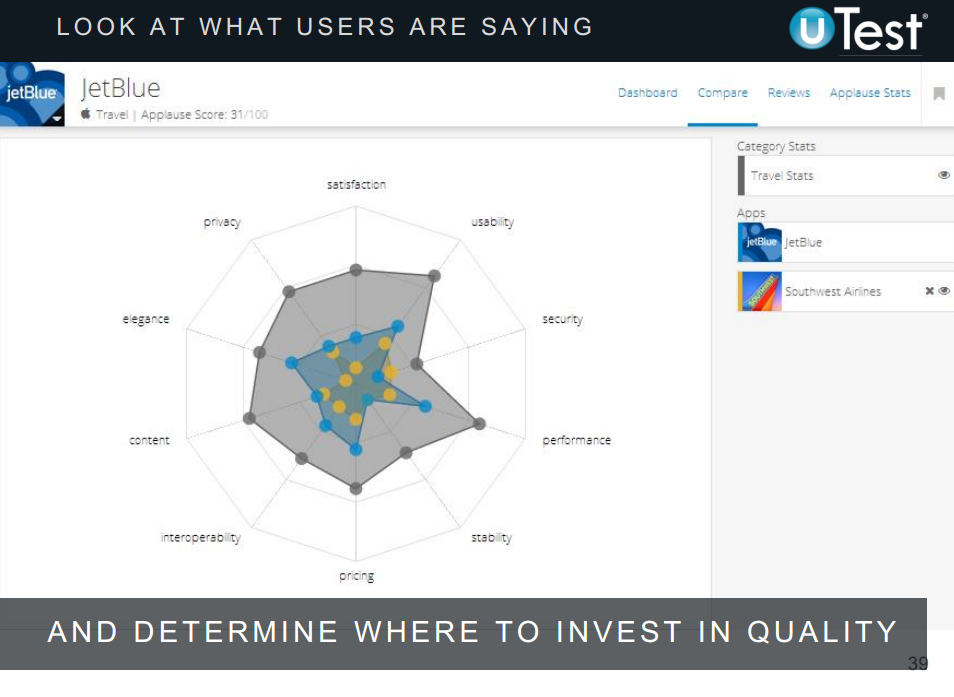 LOOK AT WHAT USERS ARE SAYING
uTest®
jetBlue
JetBlue
Travel | Applause Score: 31/100
Dashboard Compare Reviews Applause Stats
Category Stats
Travel Stats
Apps
jetBlue JetBlue
SOUTHWEST Southwest Airlines
satisfaction
privacy
usability
elegance
security
content
performance
interoperability
stability
pricing
AND DETERMINE WHERE TO INVEST IN QUALITY
39